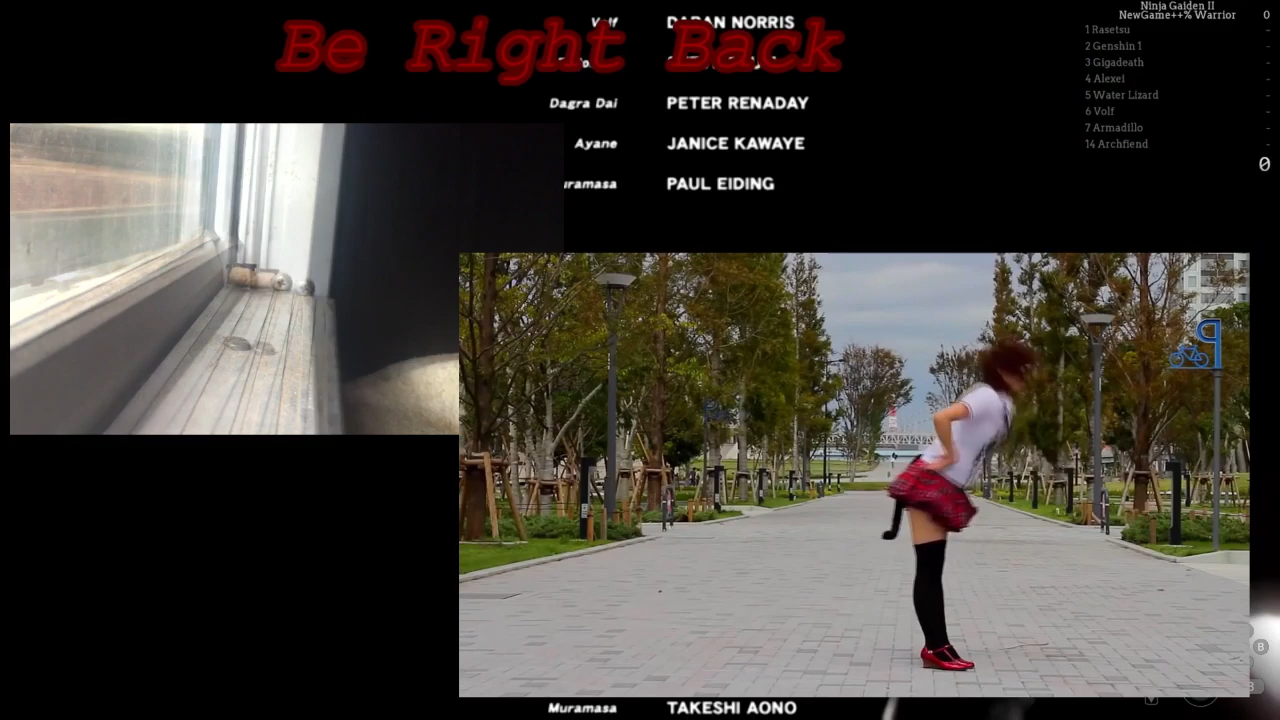 Be Right Back
DARAN NORRIS
Dagra Dai PETER RENADAY
Ayane JANICE KAWAYE
PAUL EIDING
Muramasa TAKESHI AONO
Ninja Gaiden II
NewGame++% Warrior 0
1 Rasetsu -
2 Genshin 1 -
3 Gigadeath -
4 Alexei -
5 Water Lizard -
6 Volf -
7 Armadillo -
14 Archfiend -
0
P
B